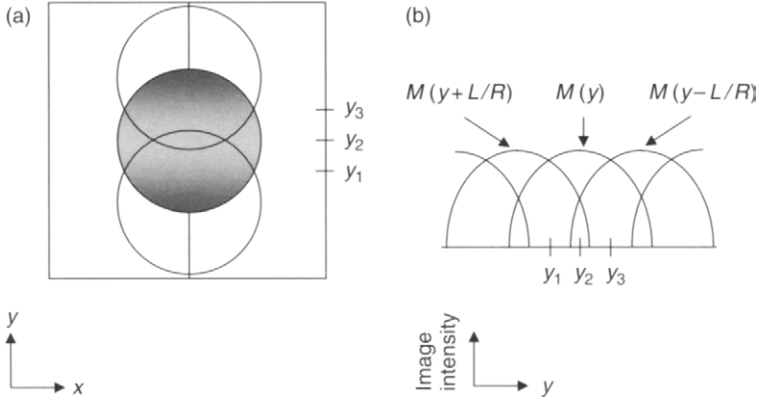 (a)
y3
y2
y1
y
x
(b)
M (y+L/R) M (y) M (y−L/R)
y1 y2 y3
Image
intensity
y